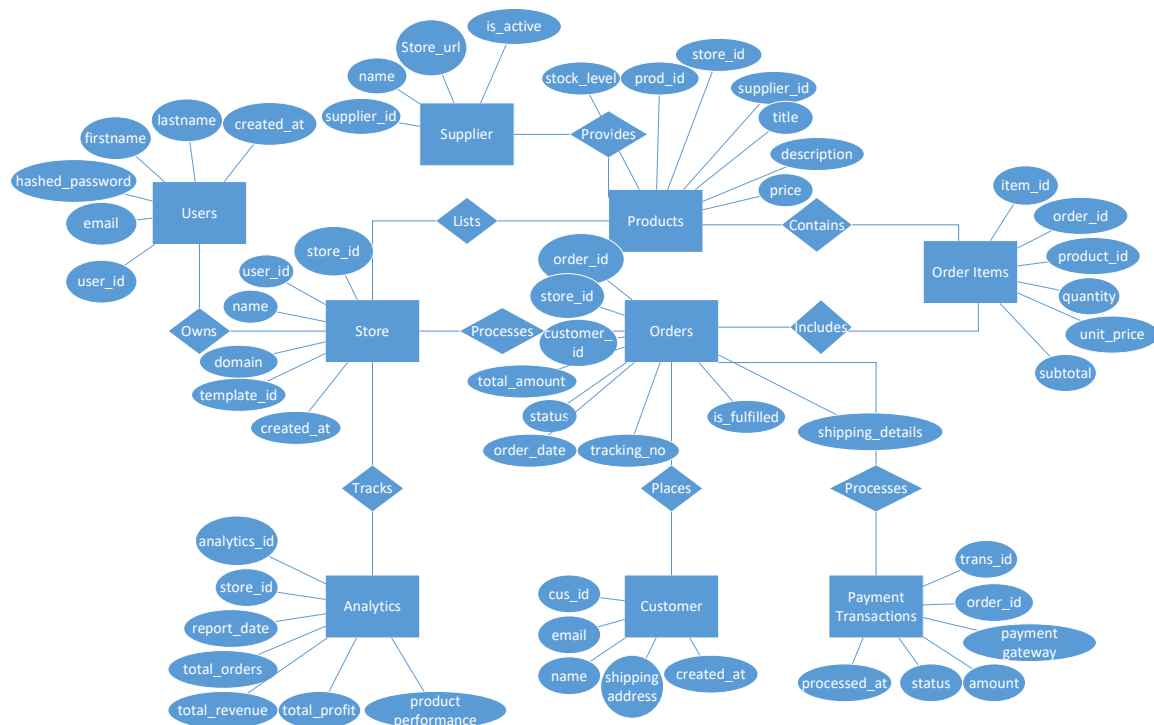 is_active
Store_url
name
supplier_id
Supplier
stock_level
prod_id
store_id
supplier_id
title
description
price
Provides
Products
lastname
created_at
firstname
hashed_password
email
user_id
Users
Lists
Contains
item_id
order_id
product_id
quantity
unit_price
subtotal
Order Items
store_id
user_id
name
domain
template_id
created_at
Store
Owns
Processes
order_id
store_id
customer_
id
total_amount
status
order_date
tracking_no
is_fulfilled
shipping_details
Orders
Includes
Tracks
Places
Processes
analytics_id
store_id
report_date
total_orders
total_revenue
total_profit
product
performance
Analytics
cus_id
email
name
shipping
address
created_at
Customer
trans_id
order_id
payment
gateway
amount
status
processed_at
Payment
Transactions